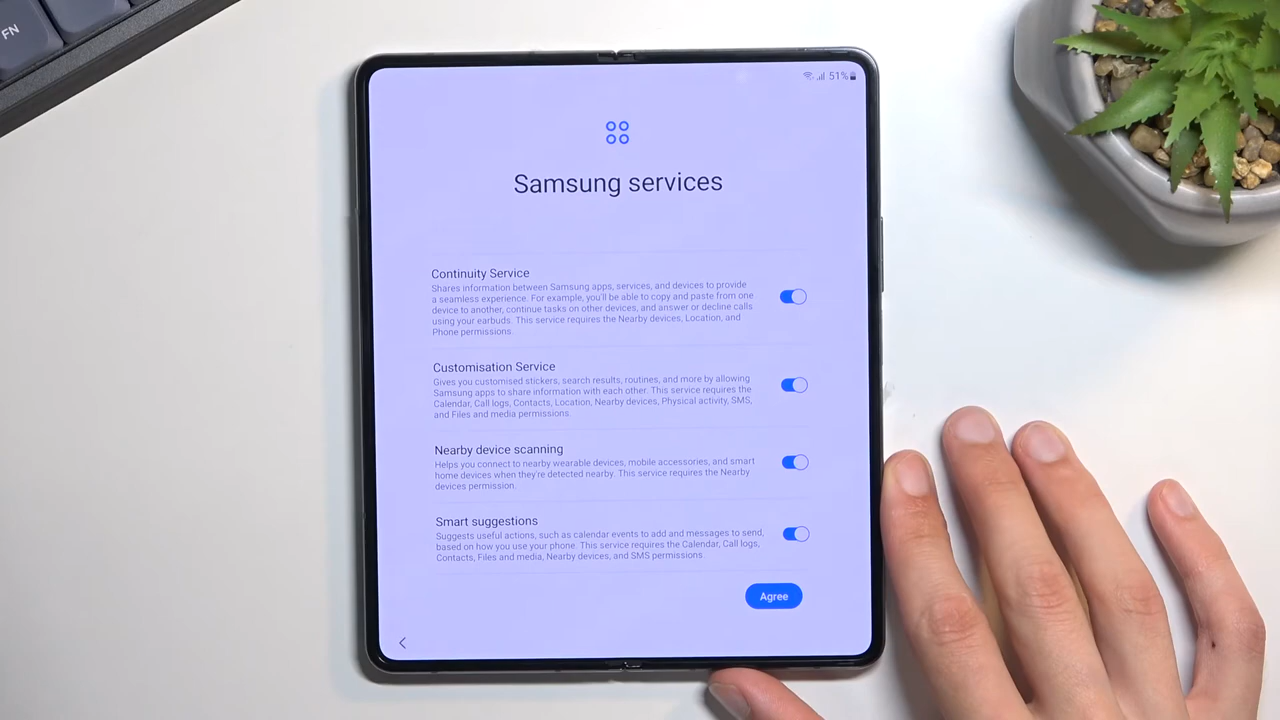 FN
51%
Samsung services
Continuity Service
Shares information between Samsung apps, services, and devices to provide
a seamless experience. For example, you'll be able to copy and paste from one
device to another, continue tasks on other devices, and answer or decline calls
using your earbuds. This service requires the Nearby devices, Location, and
Phone permissions.
Customisation Service
Gives you customised stickers, search results, routines, and more by allowing
Samsung apps to share information with each other. This service requires the
Calendar, Call logs, Contacts, Location, Nearby devices, Physical activity, SMS,
and Files and media permissions.
Nearby device scanning
Helps you connect to nearby wearable devices, mobile accessories, and smart
home devices when they're detected nearby. This service requires the Nearby
devices permission.
Smart suggestions
Suggests useful actions, such as calendar events to add and messages to send,
based on how you use your phone. This service requires the Calendar, Call logs,
Contacts, Files and media, Nearby devices, and SMS permissions.
Agree